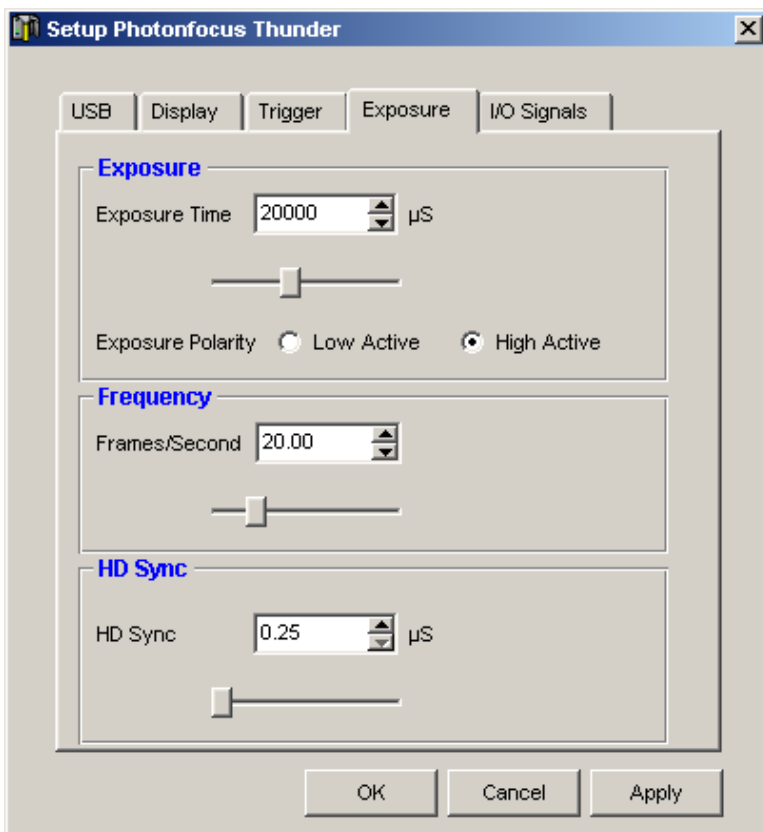 Setup Photonfocus Thunder
USB Display Trigger Exposure I/O Signals
Exposure
Exposure Time 20000 µS
Exposure Polarity Low Active High Active
Frequency
Frames/Second 20.00
HD Sync
HD Sync 0.25 µS
OK Cancel Apply